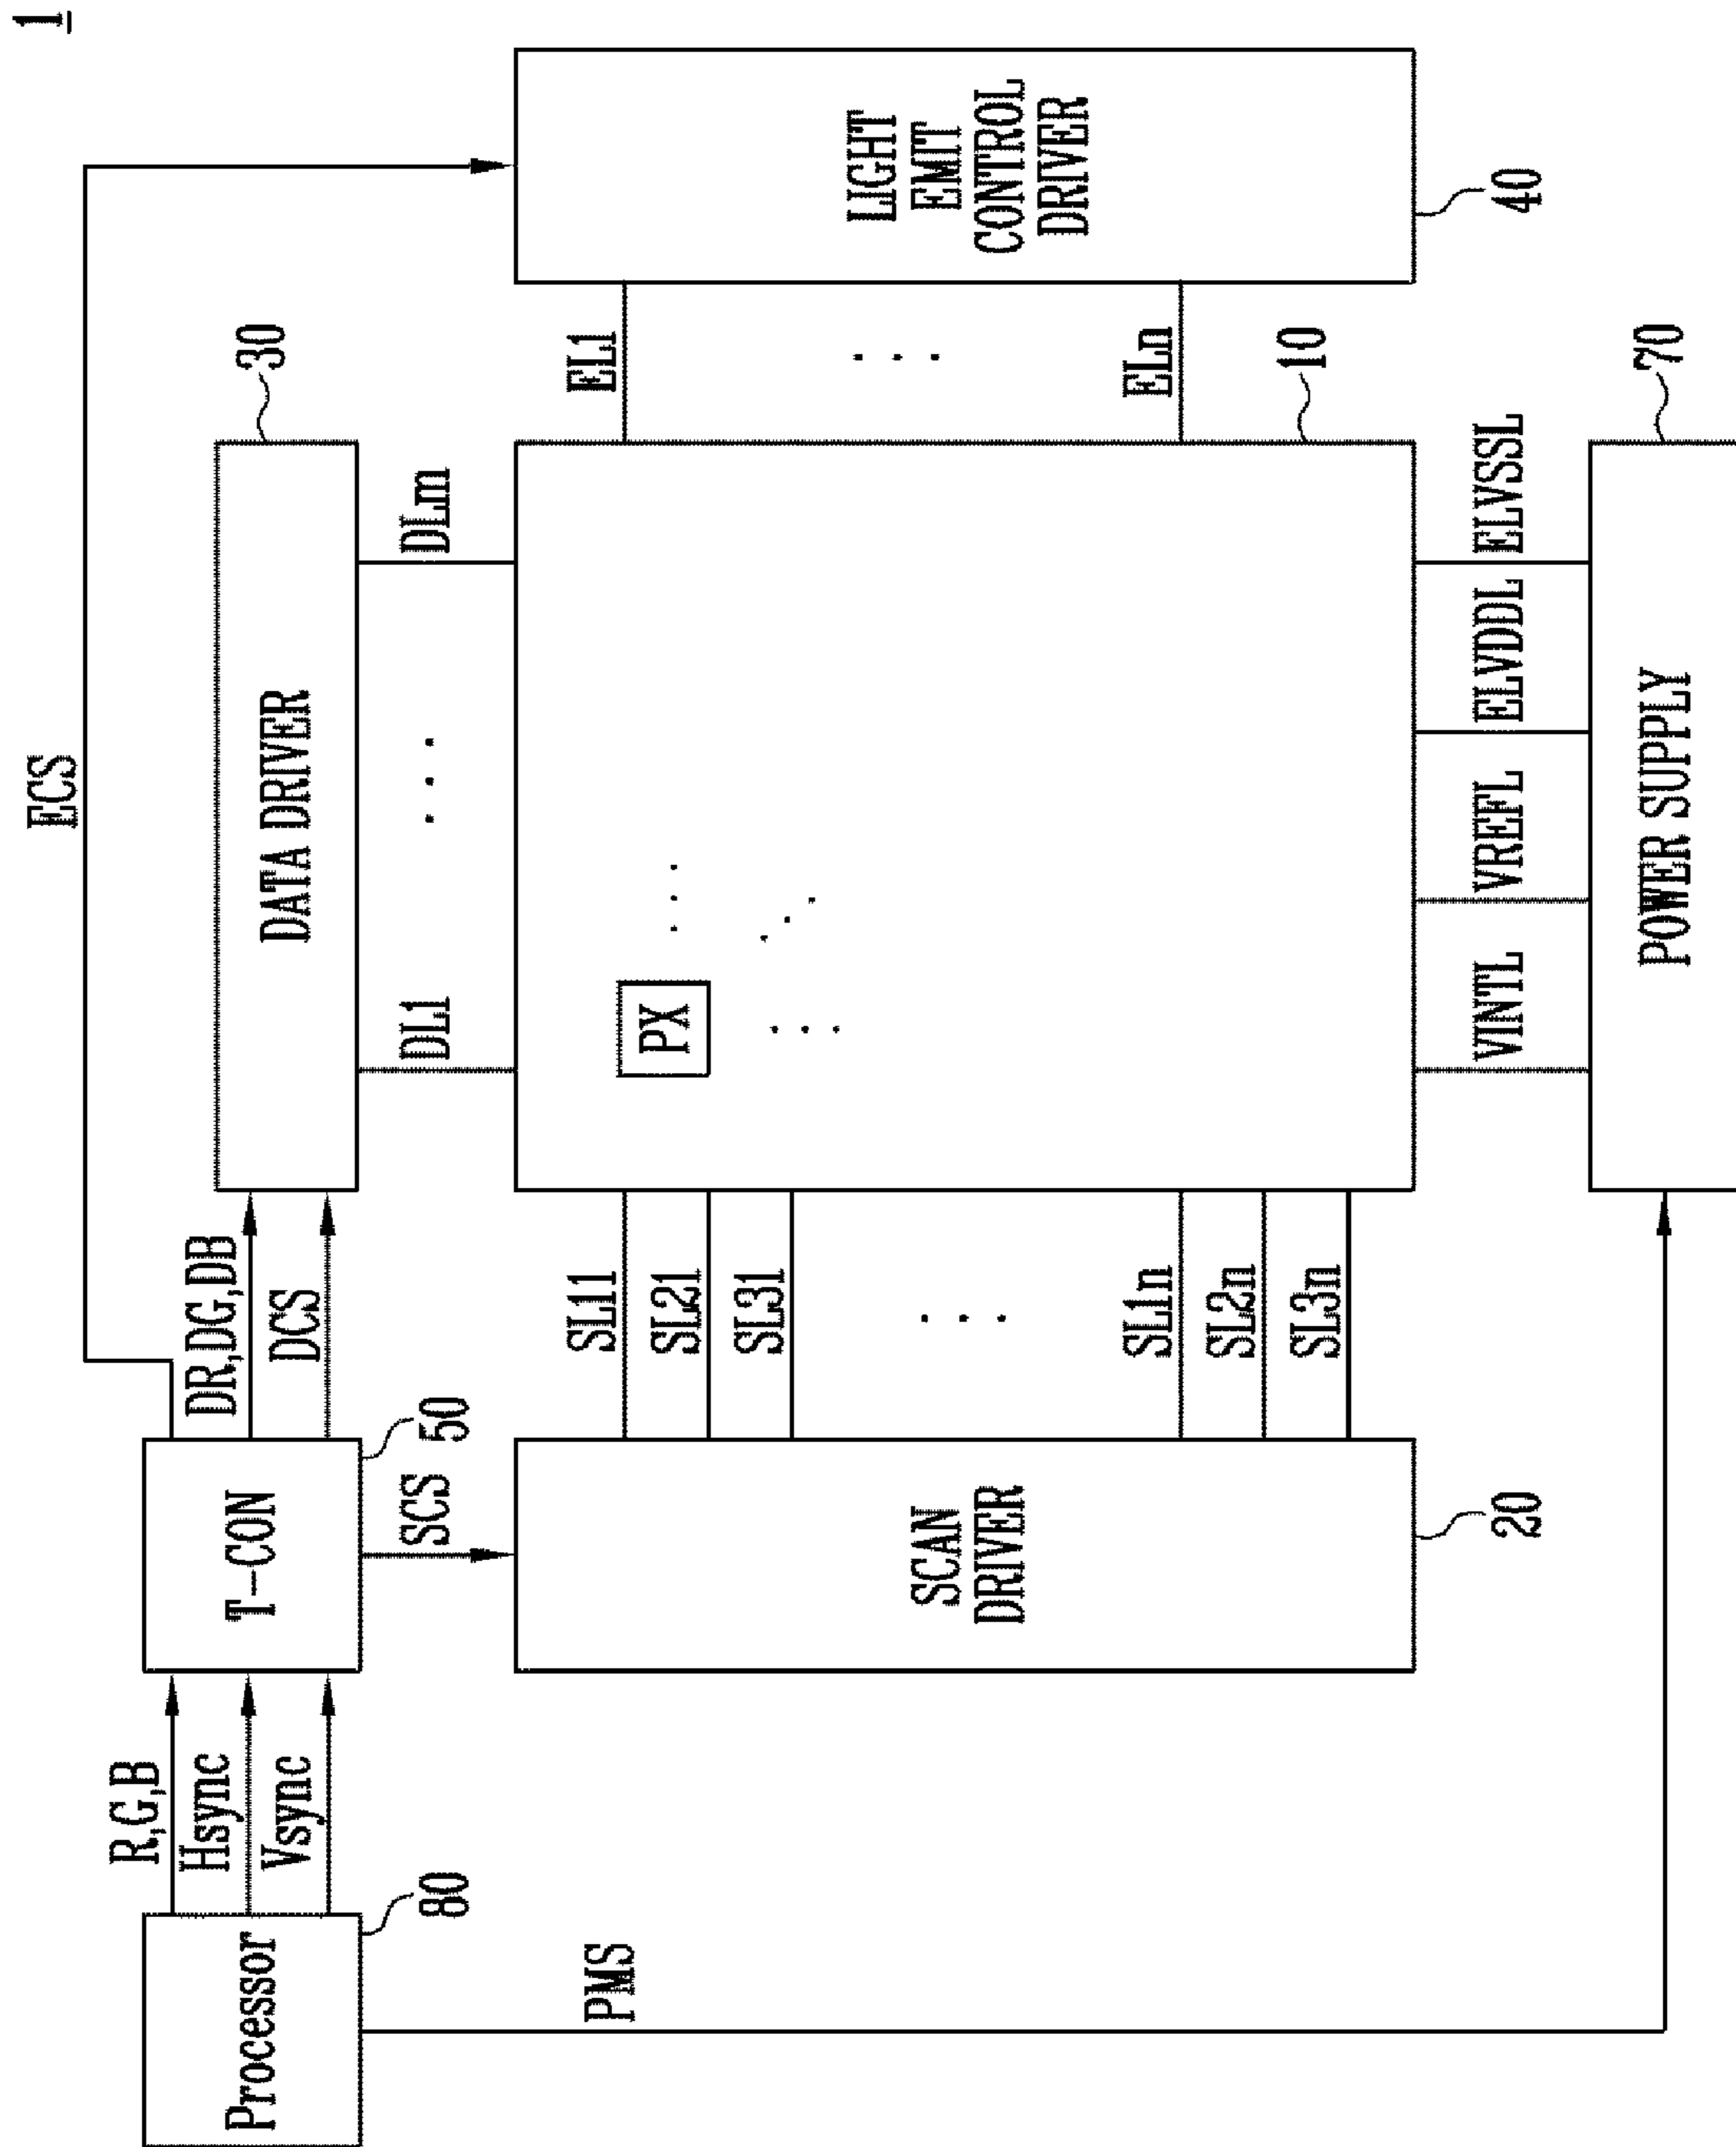 1
ECS
30
DATA DRIVER
R,G,B
Hsync
Vsync
Processor
80
T-CON
50
DR,DG,DB
DCS
SCS
DL1
. . .
DLm
SL11
SL21
SL31
. . .
SL1n
SL2n
SL3n
SCAN
DRIVER
20
PX
. . .
. . .
. . .
10
EL1
. . .
ELn
LIGHT
EMIT
CONTROL
DRIVER
40
PMS
VINTL
VREFL
ELVDDL
ELVSSL
POWER SUPPLY
70